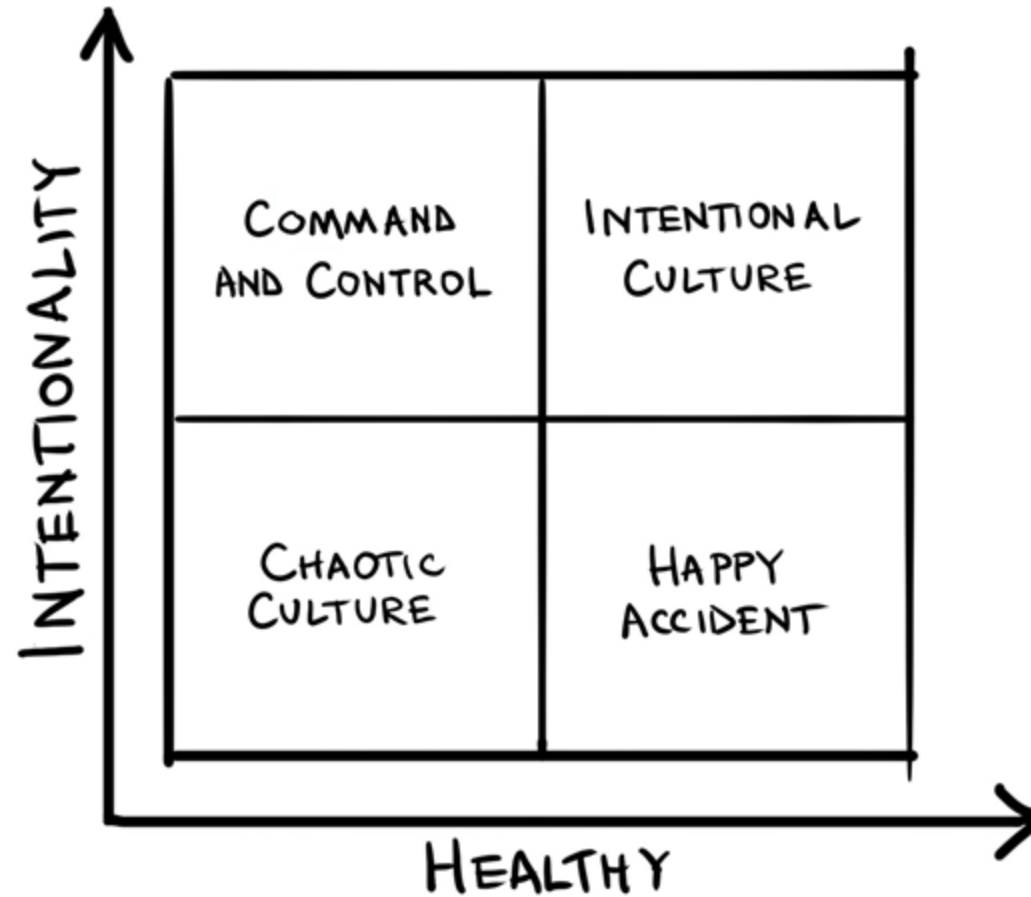 COMMAND
AND CONTROL
INTENTIONAL
CULTURE
CHAOTIC
CULTURE
HAPPY
ACCIDENT
INTENTIONALITY
HEALTHY